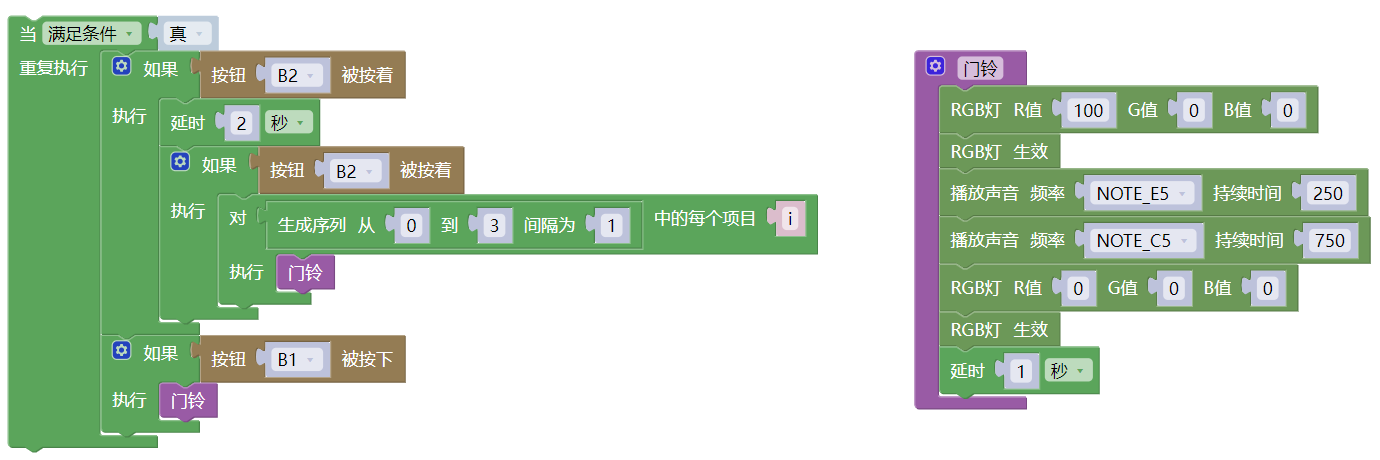 当 满足条件 真
重复执行
如果 按钮 B2 被按着
执行 延时 2 秒
如果 按钮 B2 被按着
执行 对 生成序列 从 0 到 3 间隔为 1 中的每个项目 i
执行 门铃
如果 按钮 B1 被按下
执行 门铃
门铃
RGB灯 R值 100 G值 0 B值 0
RGB灯 生效
播放声音 频率 NOTE_E5 持续时间 250
播放声音 频率 NOTE_C5 持续时间 750
RGB灯 R值 0 G值 0 B值 0
RGB灯 生效
延时 1 秒